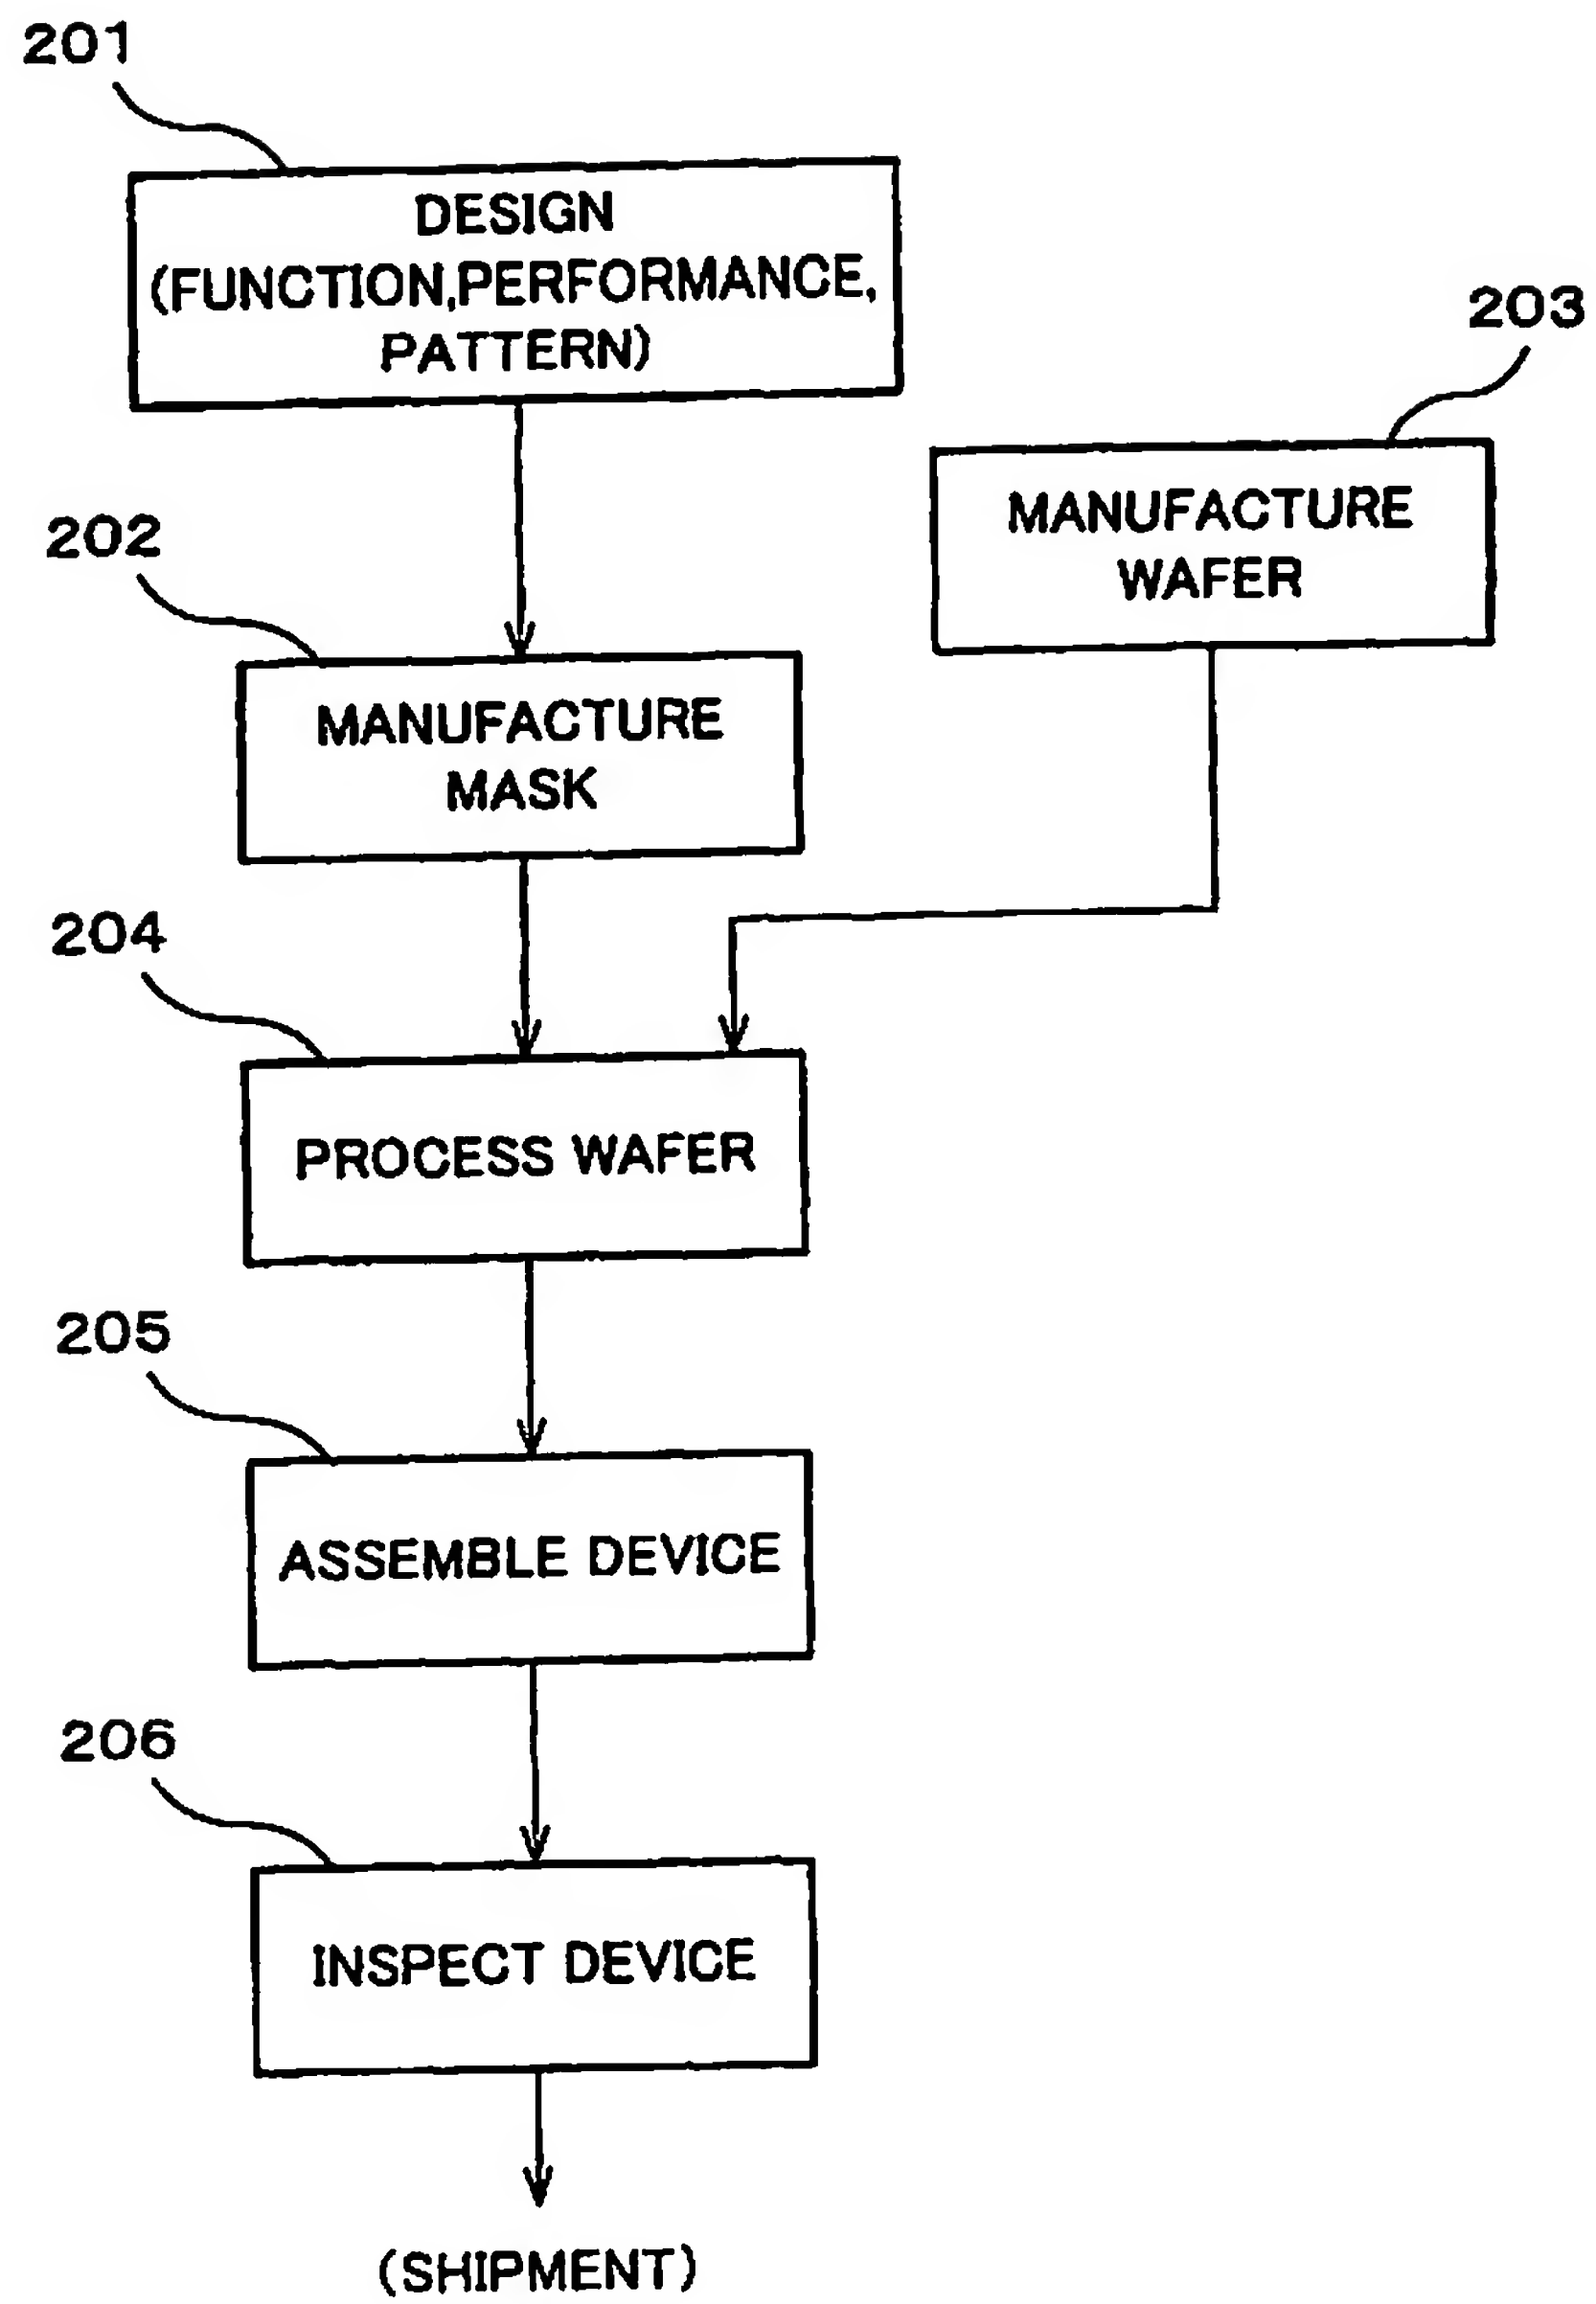 201
DESIGN
(FUNCTION,PERFORMANCE,
PATTERN)
203
MANUFACTURE
WAFER
202
MANUFACTURE
MASK
204
PROCESS WAFER
205
ASSEMBLE DEVICE
206
INSPECT DEVICE
(SHIPMENT)